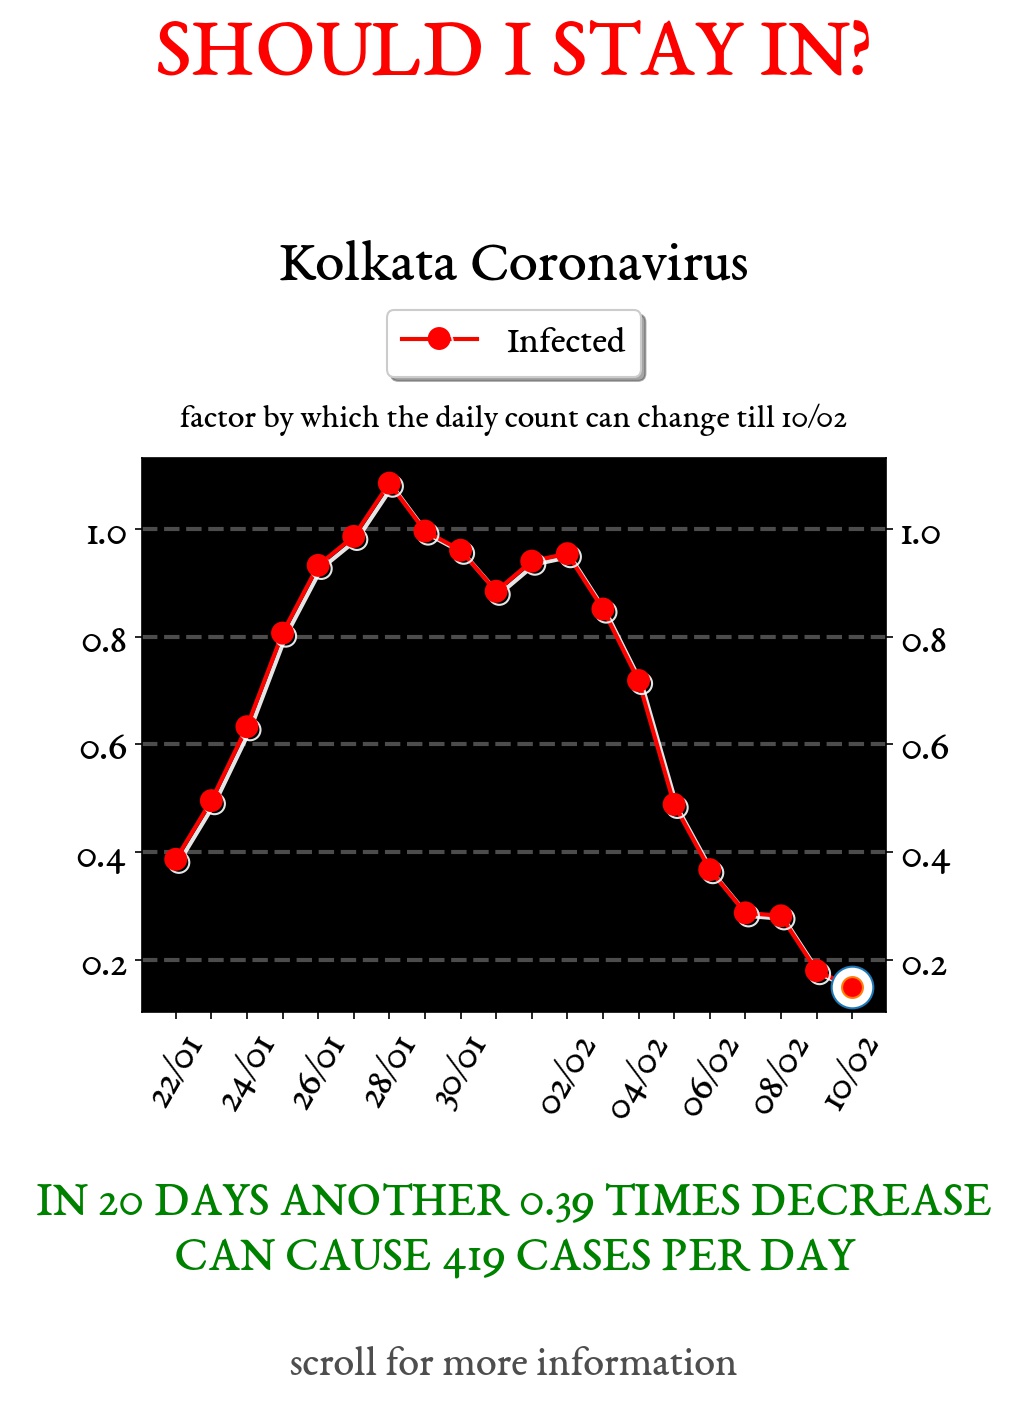 SHOULD I STAY IN?
Kolkata Coronavirus
Infected
factor by which the daily count can change till 10/02
1.0 1.0
0.8 0.8
0.6 0.6
0.4 0.4
0.2 0.2
22/01 24/01 26/01 28/01 30/01 02/02 04/02 06/02 08/02 10/02
IN 20 DAYS ANOTHER 0.39 TIMES DECREASE
CAN CAUSE 419 CASES PER DAY
scroll for more information